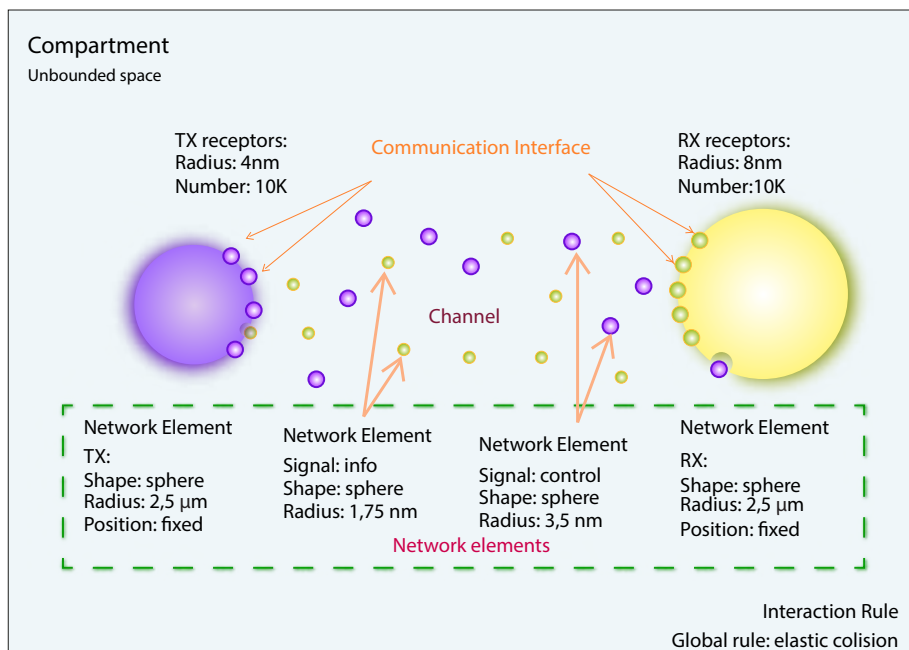 Compartment
Unbounded space
TX receptors:
Radius: 4nm
Number: 10K
Communication Interface
RX receptors:
Radius: 8nm
Number:10K
Channel
Network Element
TX:
Shape: sphere
Radius: 2,5 µm
Position: fixed
Network Element
Signal: info
Shape: sphere
Radius: 1,75 nm
Network Element
Signal: control
Shape: sphere
Radius: 3,5 nm
Network Element
RX:
Shape: sphere
Radius: 2,5 µm
Position: fixed
Network elements
Interaction Rule
Global rule: elastic colision